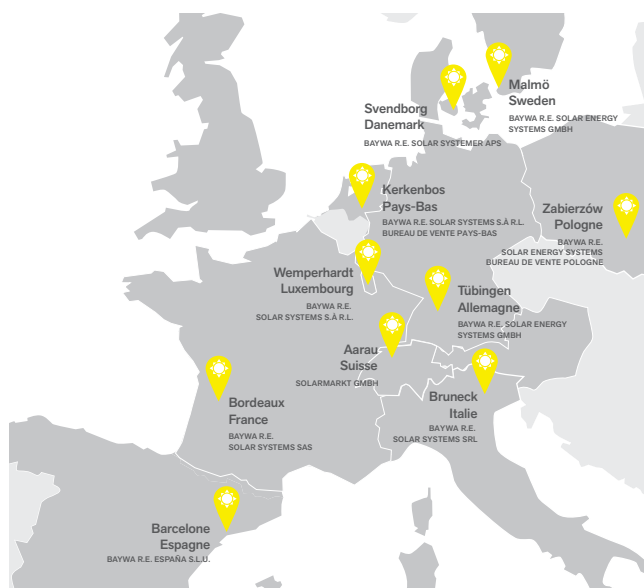 Malmö
Sweden
BAYWA R.E. SOLAR ENERGY
SYSTEMS GMBH
Svendborg
Danemark
BAYWA R.E. SOLAR SYSTEMER APS
Kerkenbos
Pays-Bas
BAYWA R.E. SOLAR SYSTEMS S.À R.L.
BUREAU DE VENTE PAYS-BAS
Zabierzów
Pologne
BAYWA R.E.
SOLAR ENERGY SYSTEMS
BUREAU DE VENTE POLOGNE
Wemperhardt
Luxembourg
BAYWA R.E.
SOLAR SYSTEMS S.À R.L.
Tübingen
Allemagne
BAYWA R.E. SOLAR ENERGY
SYSTEMS GMBH
Aarau
Suisse
SOLARMARKT GMBH
Bruneck
Italie
BAYWA R.E.
SOLAR SYSTEMS SRL
Bordeaux
France
BAYWA R.E.
SOLAR SYSTEMS SAS
Barcelone
Espagne
BAYWA R.E. ESPAÑA S.L.U.